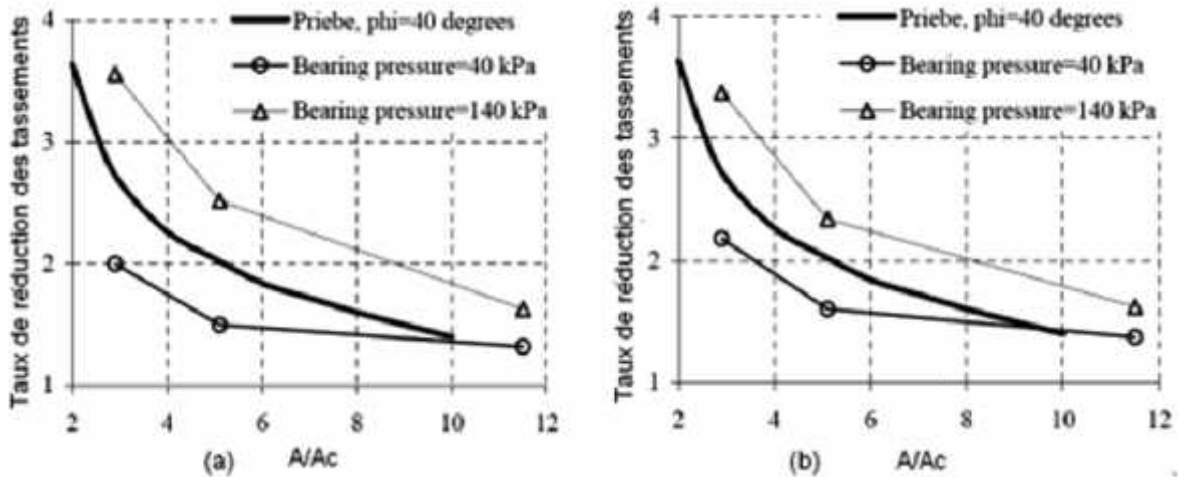 Taux de réduction des tassements
4
3
2
1
Priebe, phi=40 degrees
Bearing pressure=40 kPa
Bearing pressure=140 kPa
2 4 6 8 10 12
(a) A/Ac
Taux de réduction des tassements
4
3
2
1
Priebe, phi=40 degrees
Bearing pressure=40 kPa
Bearing pressure=140 kPa
2 4 6 8 10 12
(b) A/Ac